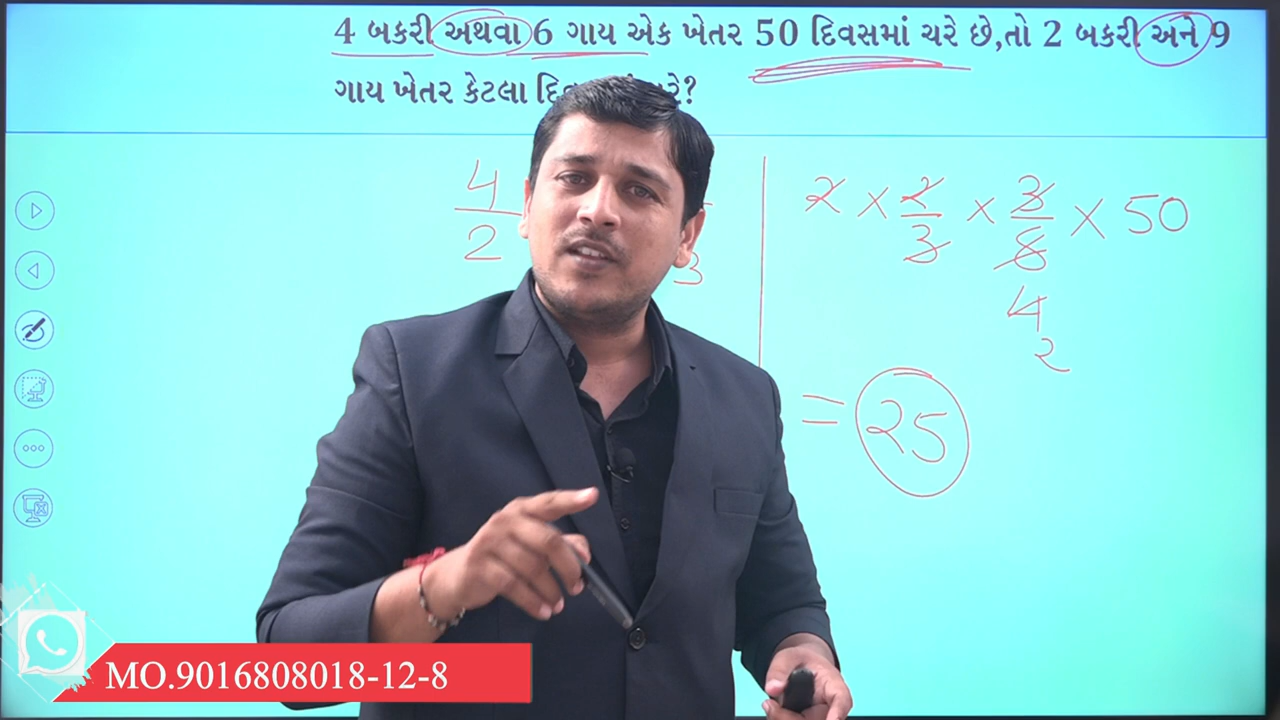 4 બકરી અથવા 6 ગાય એક ખેતર 50 દિવસમાં ચરે છે,તો 2 બકરી અને 9
ગાય ખેતર કેટલા
4
2
3
2 × 2/3 × 3/6 × 50
4
2
= 25
MO.9016808018-12-8